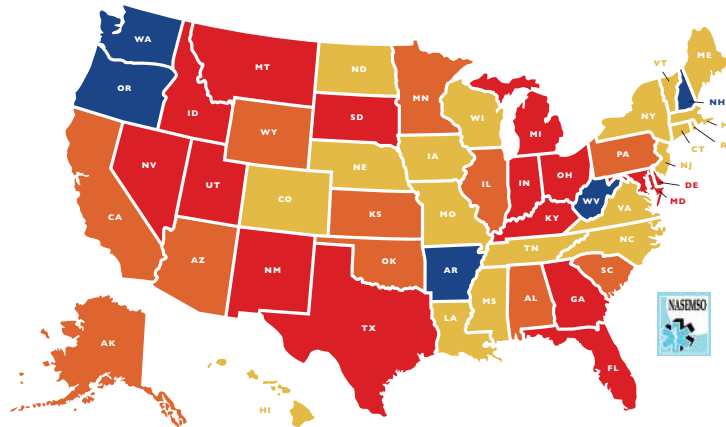 WA
OR
ID
MT
ND
MN
SD
WY
NV
UT
CA
AZ
CO
NE
KS
NM
TX
OK
IA
MO
AR
LA
WI
IL
MI
IN
OH
KY
TN
MS
AL
GA
FL
SC
NC
VA
WV
PA
NY
VT
ME
NH
CT
NJ
DE
MD
AK
HI
NASEMSO